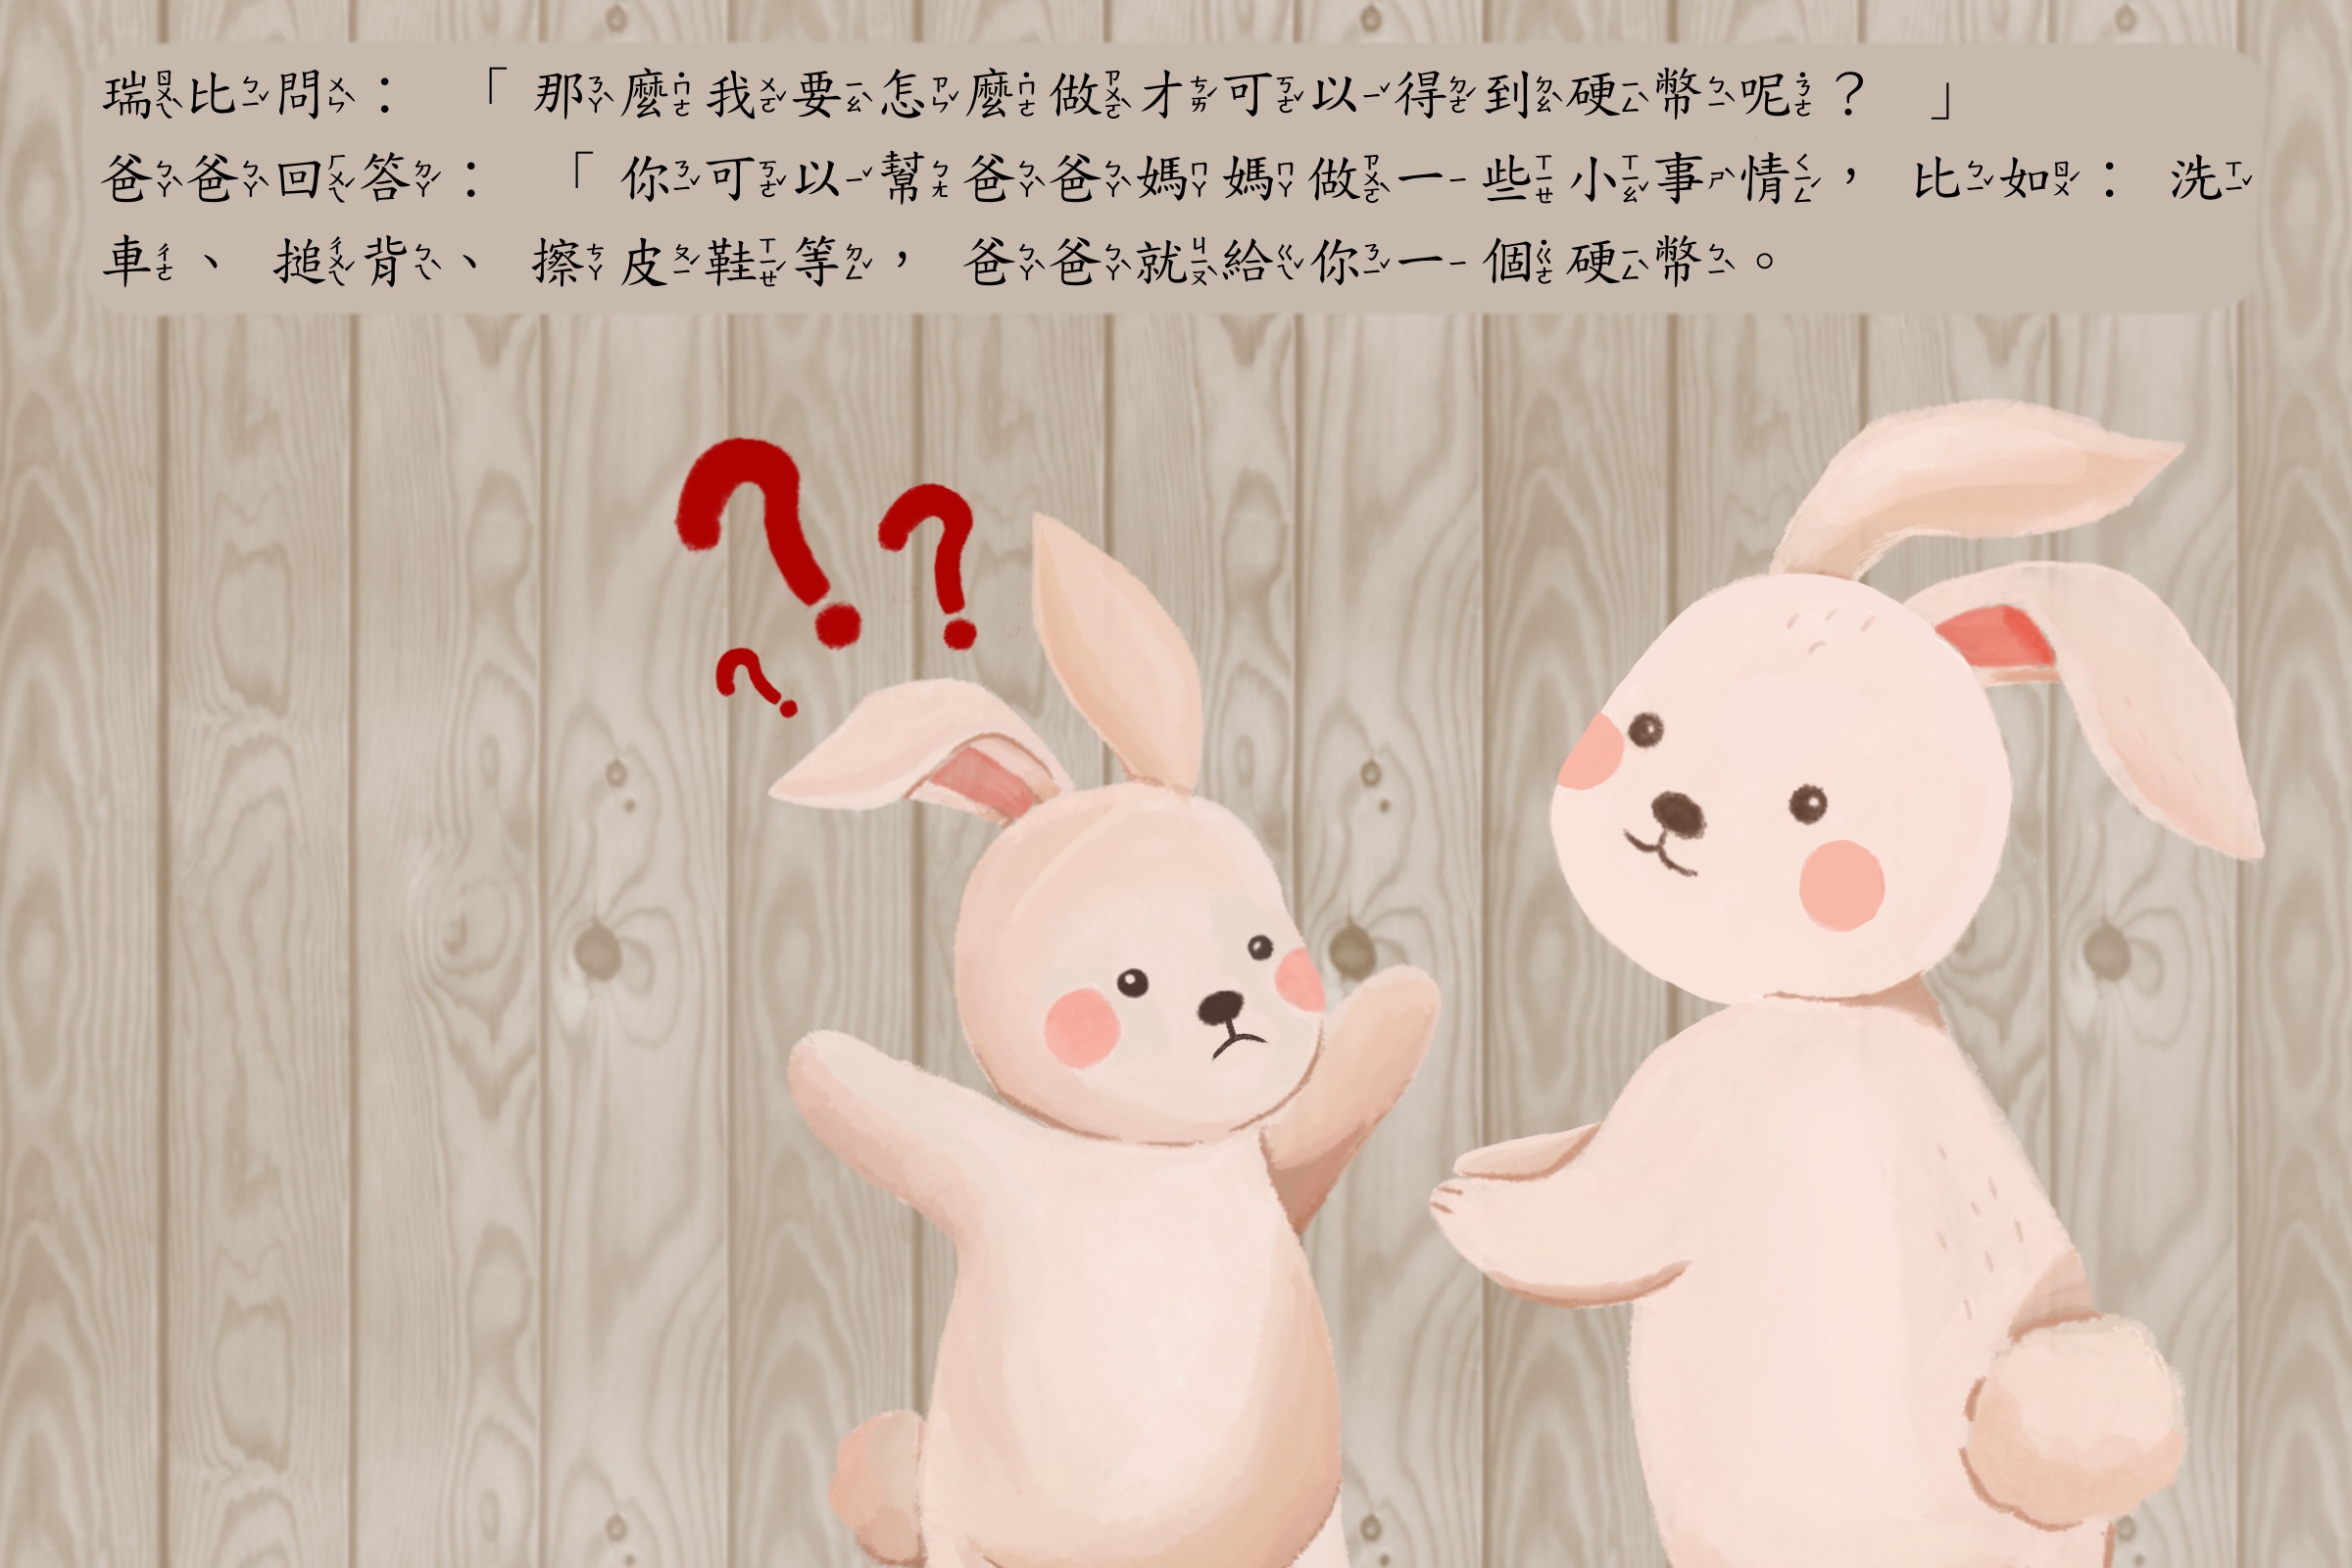 瑞比問：「那麼我要怎麼做才可以得到硬幣呢？」
爸爸回答：「你可以幫爸爸媽媽做一些小事情，比如：洗
車、搥背、擦皮鞋等，爸爸就給你一個硬幣。
? ?
?